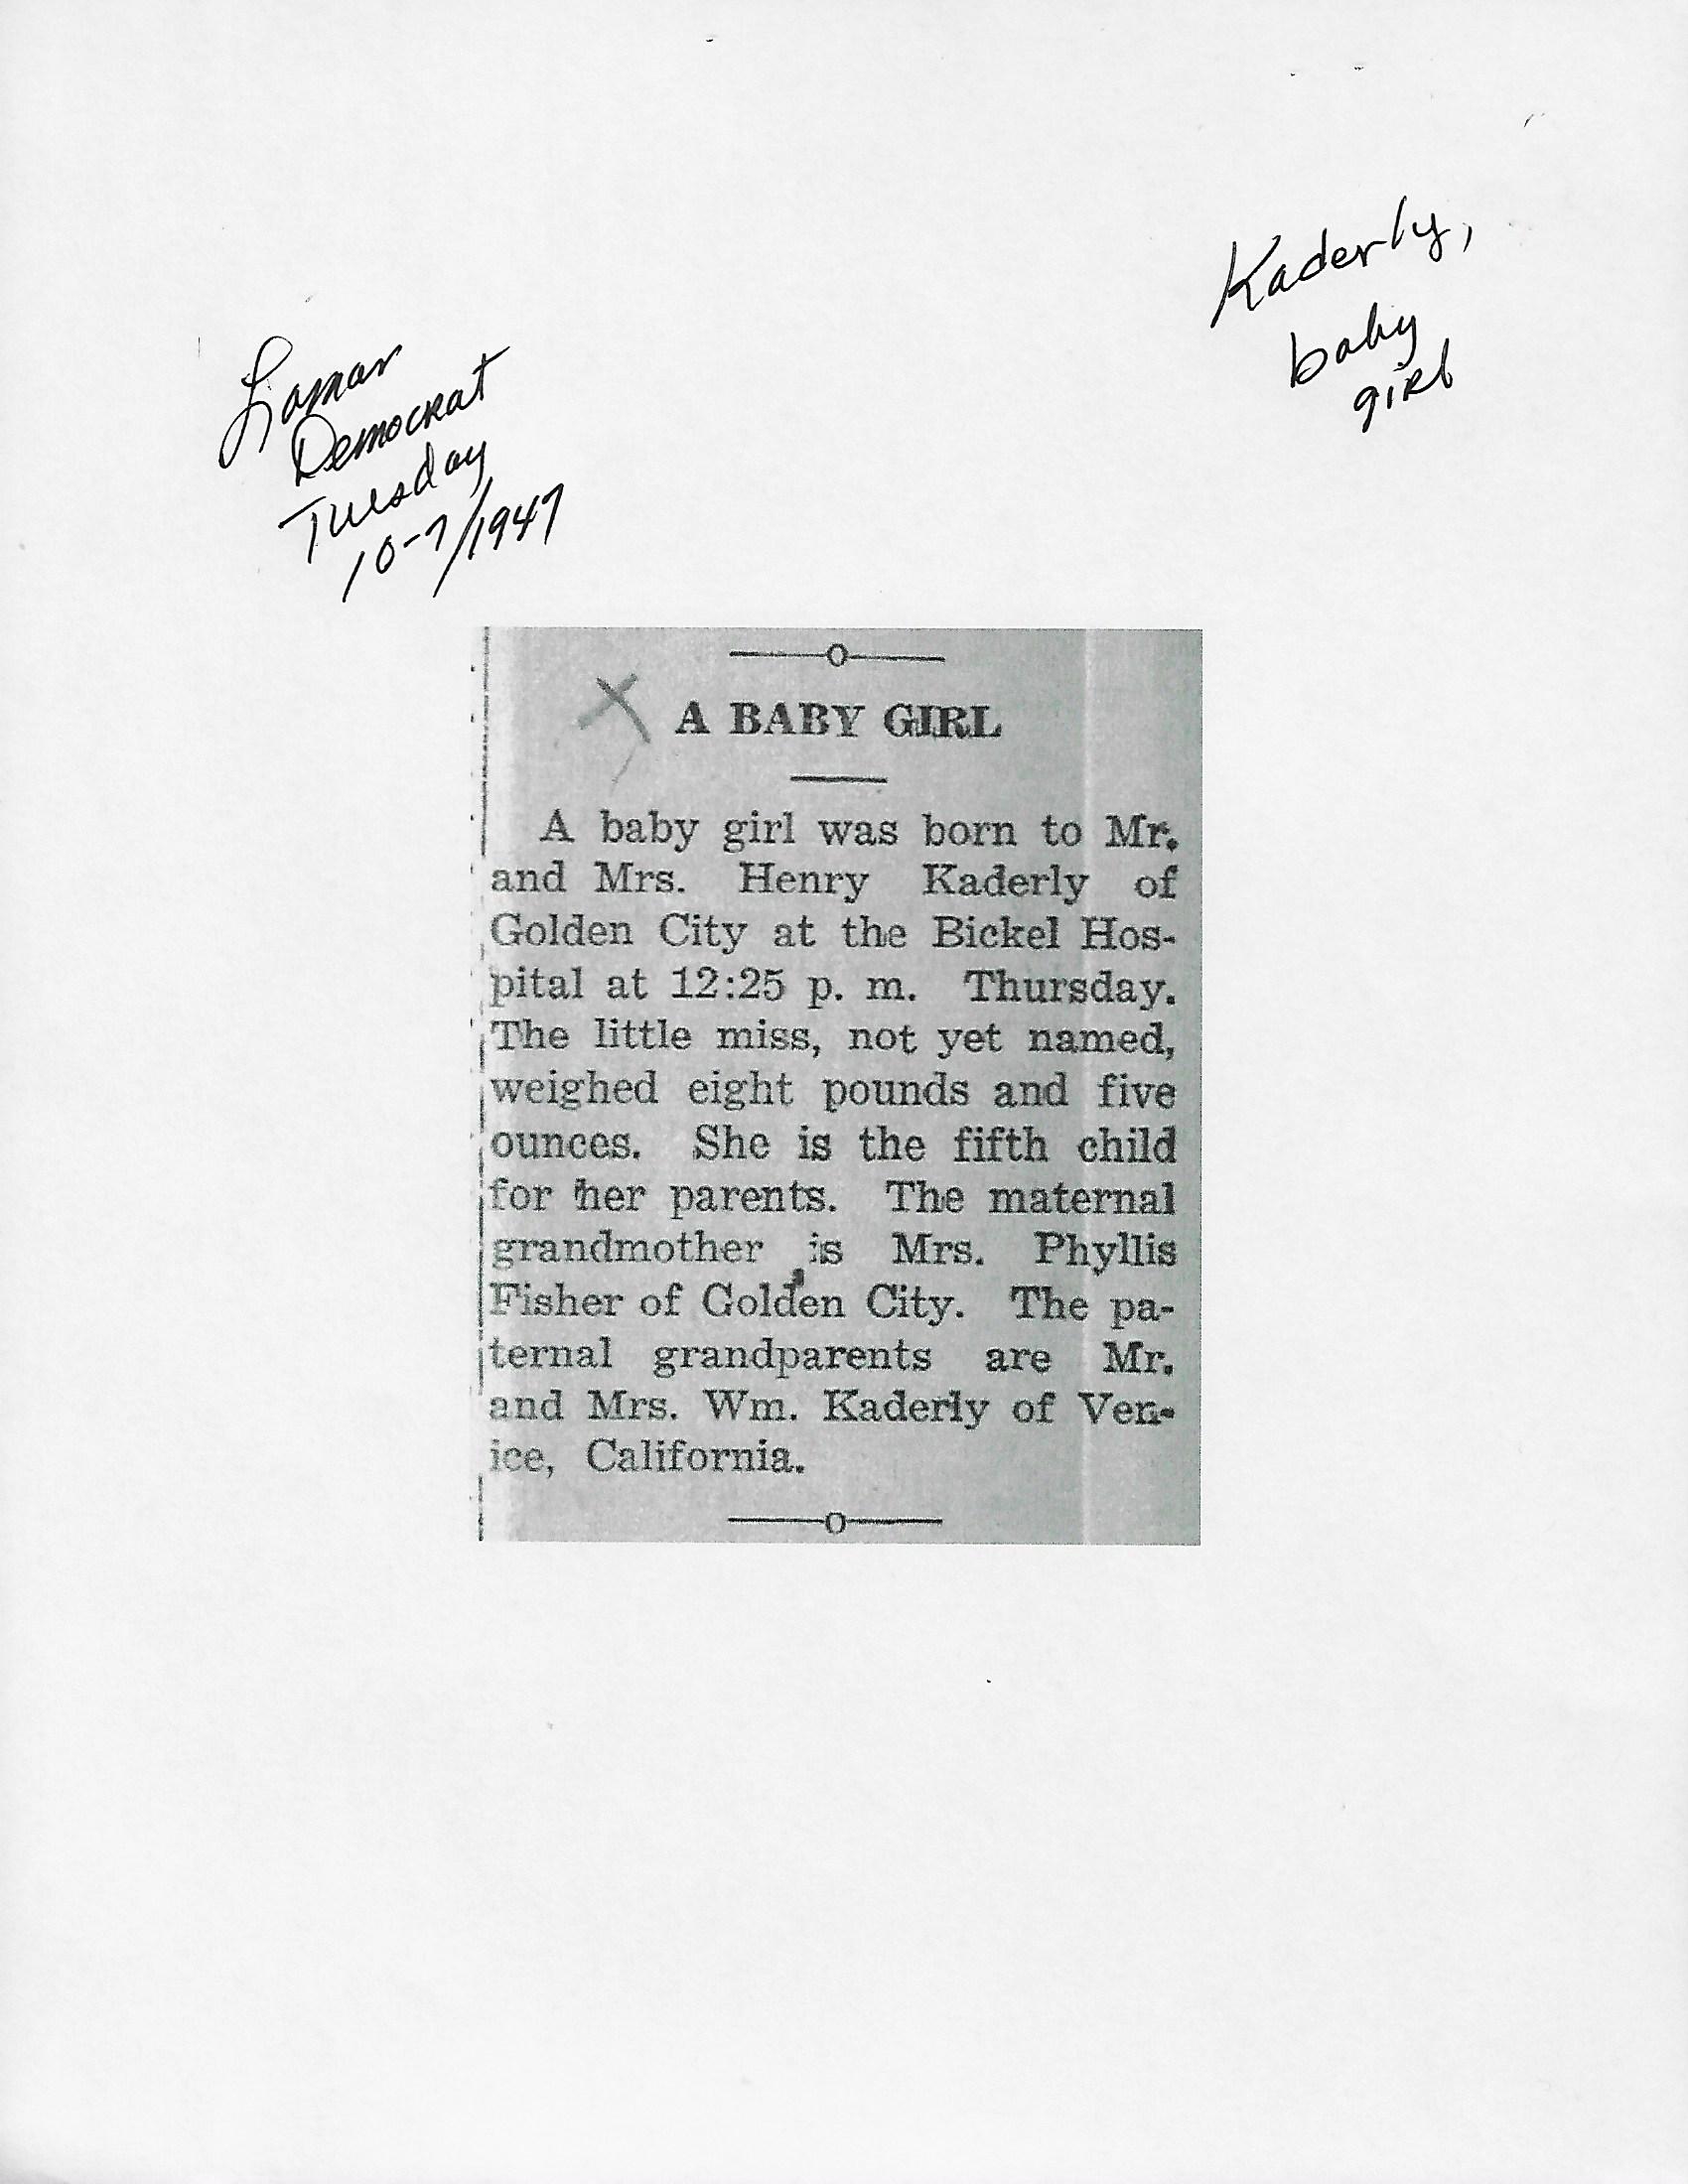 Kaderly,
baby
girl
Lamar
Democrat
Tuesday
10-7/1947
A BABY GIRL
A baby girl was born to Mr.
and Mrs. Henry Kaderly of
Golden City at the Bickel Hos-
pital at 12:25 p. m. Thursday.
The little miss, not yet named,
weighed eight pounds and five
ounces. She is the fifth child
for her parents. The maternal
grandmother is Mrs. Phyllis
Fisher of Golden City. The pa-
ternal grandparents are Mr.
and Mrs. Wm. Kaderly of Ven-
ice, California.